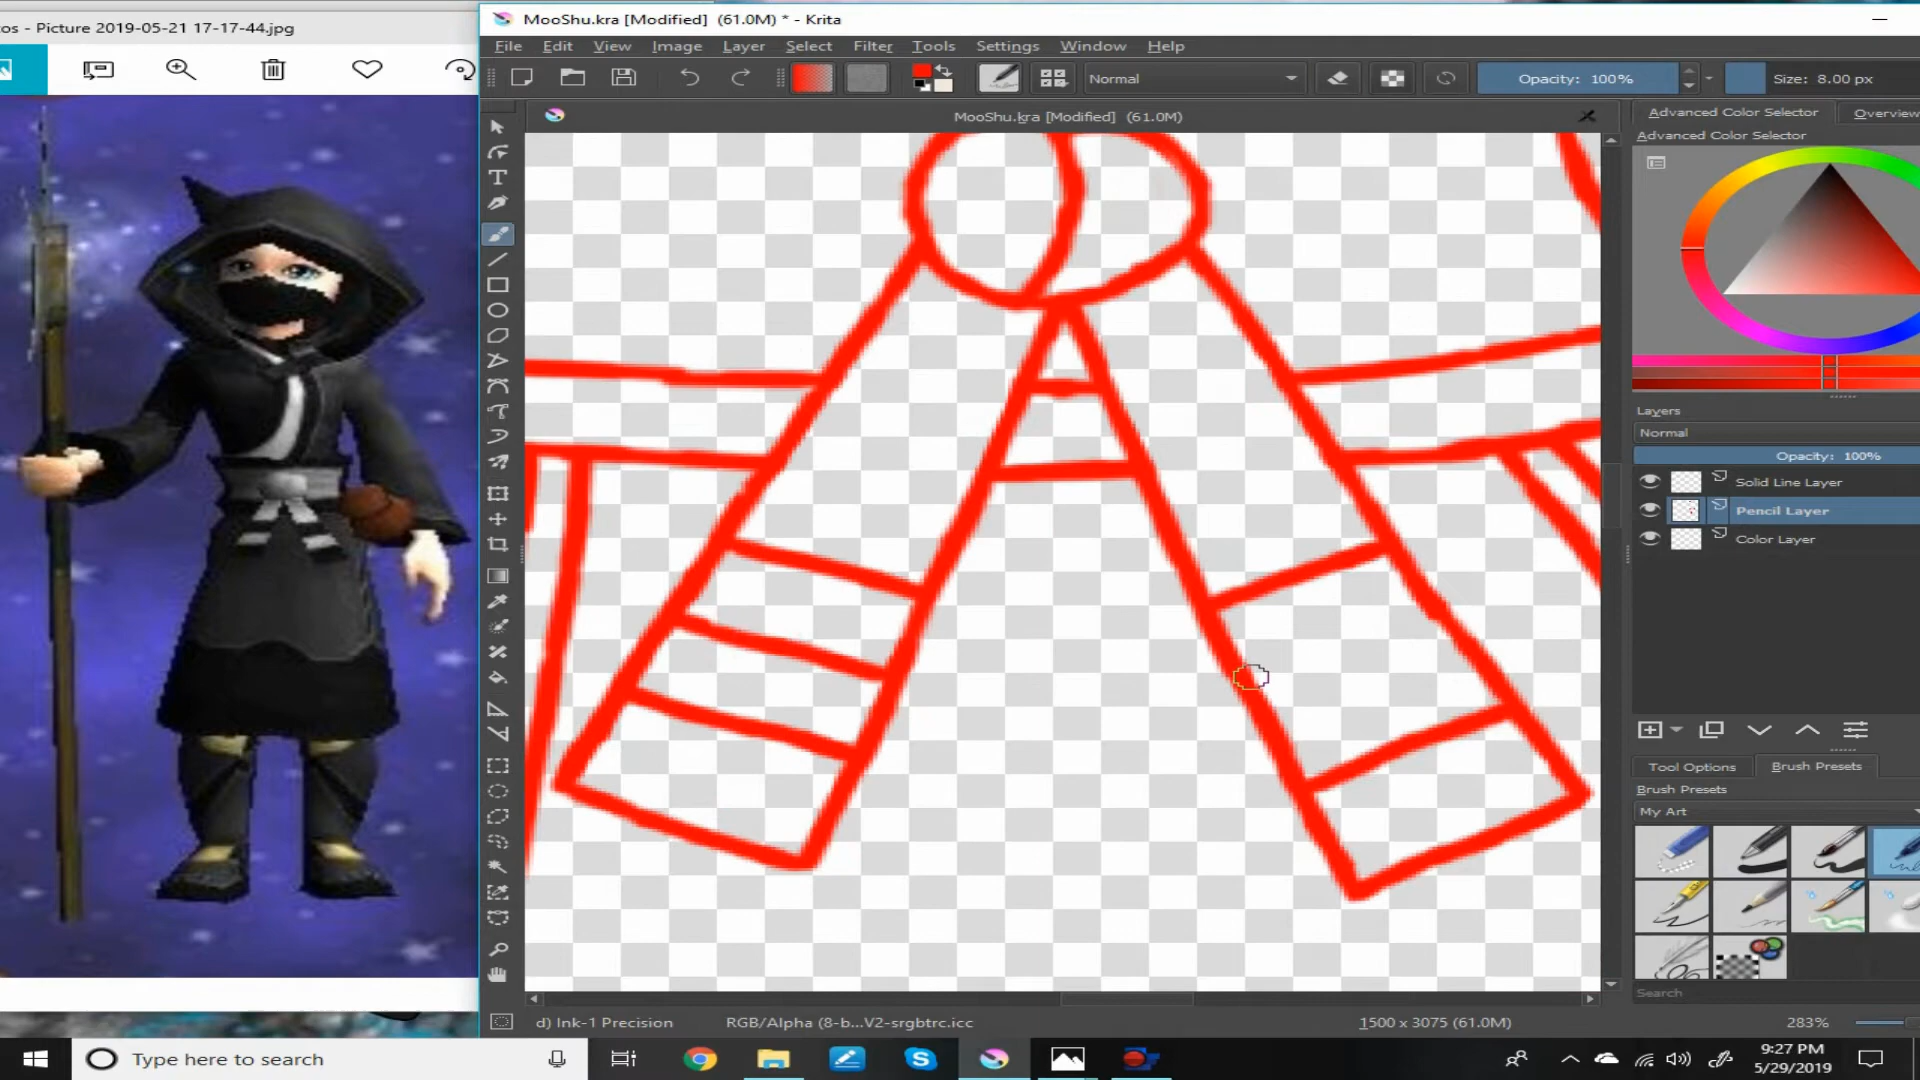 os - Picture 2019-05-21 17-17-44.jpg
MooShu.kra [Modified] (61.0M) * - Krita
File Edit View Image Layer Select Filter Tools Settings Window Help
Normal
Opacity: 100%
Size: 8.00 px
MooShu.kra [Modified] (61.0M)
Advanced Color Selector
Overview
Advanced Color Selector
Layers
Normal
Opacity: 100%
Solid Line Layer
Pencil Layer
Color Layer
Tool Options
Brush Presets
Brush Presets
My Art
Search
d) Ink-1 Precision
RGB/Alpha (8-b...V2-srgbtrc.icc
1500 x 3075 (61.0M)
283%
Type here to search
9:27 PM
5/29/2019